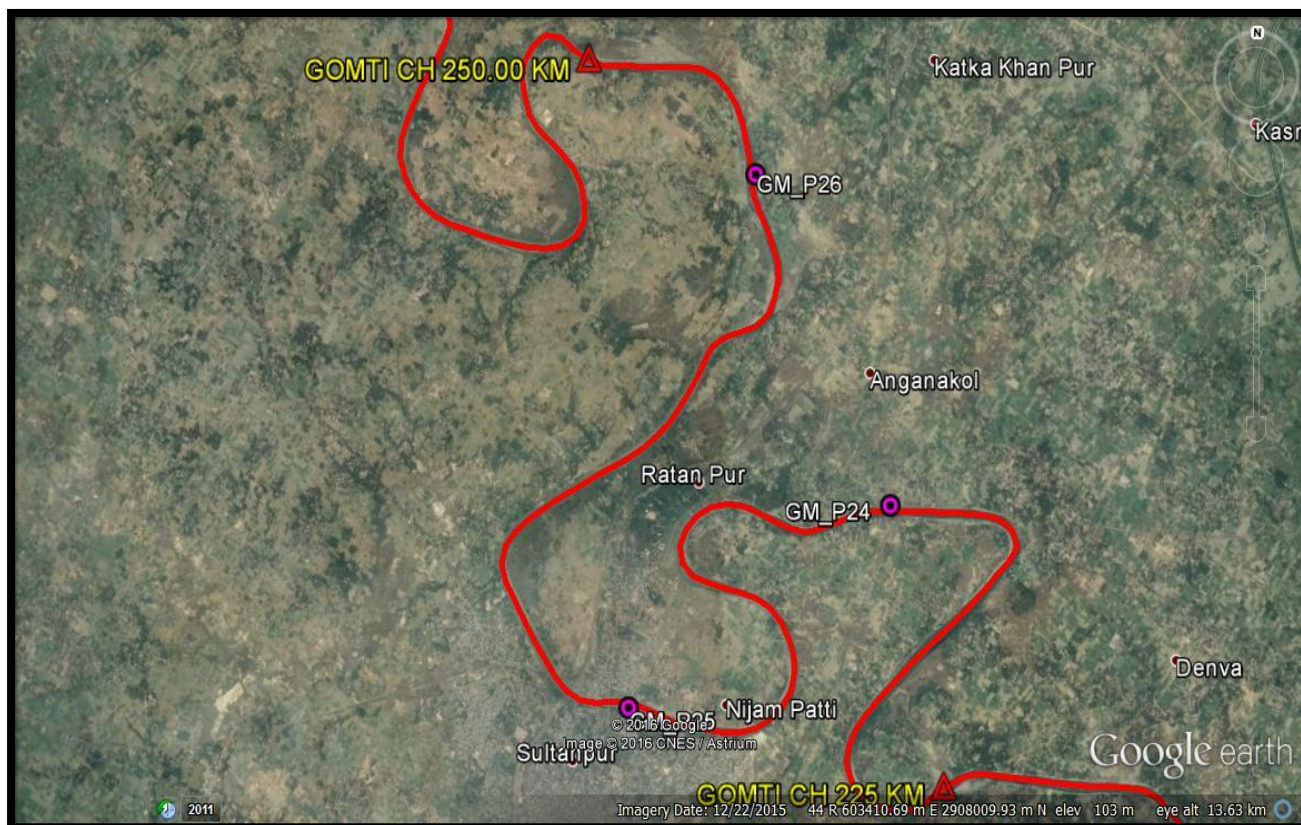 N
GOMTI CH 250.00 KM
Katka Khan Pur
Kasr
GM_P26
Anganakol
Ratan Pur
GM_P24
Denva
Nijam Patti
GM_P25
© 2016 Google
Image © 2016 CNES / Astrium
Sultanpur
Google earth
GOMTI CH 225 KM
2011
Imagery Date: 12/22/2015 44 R 603410.69 m E 2908009.93 m N elev 103 m eye alt 13.63 km